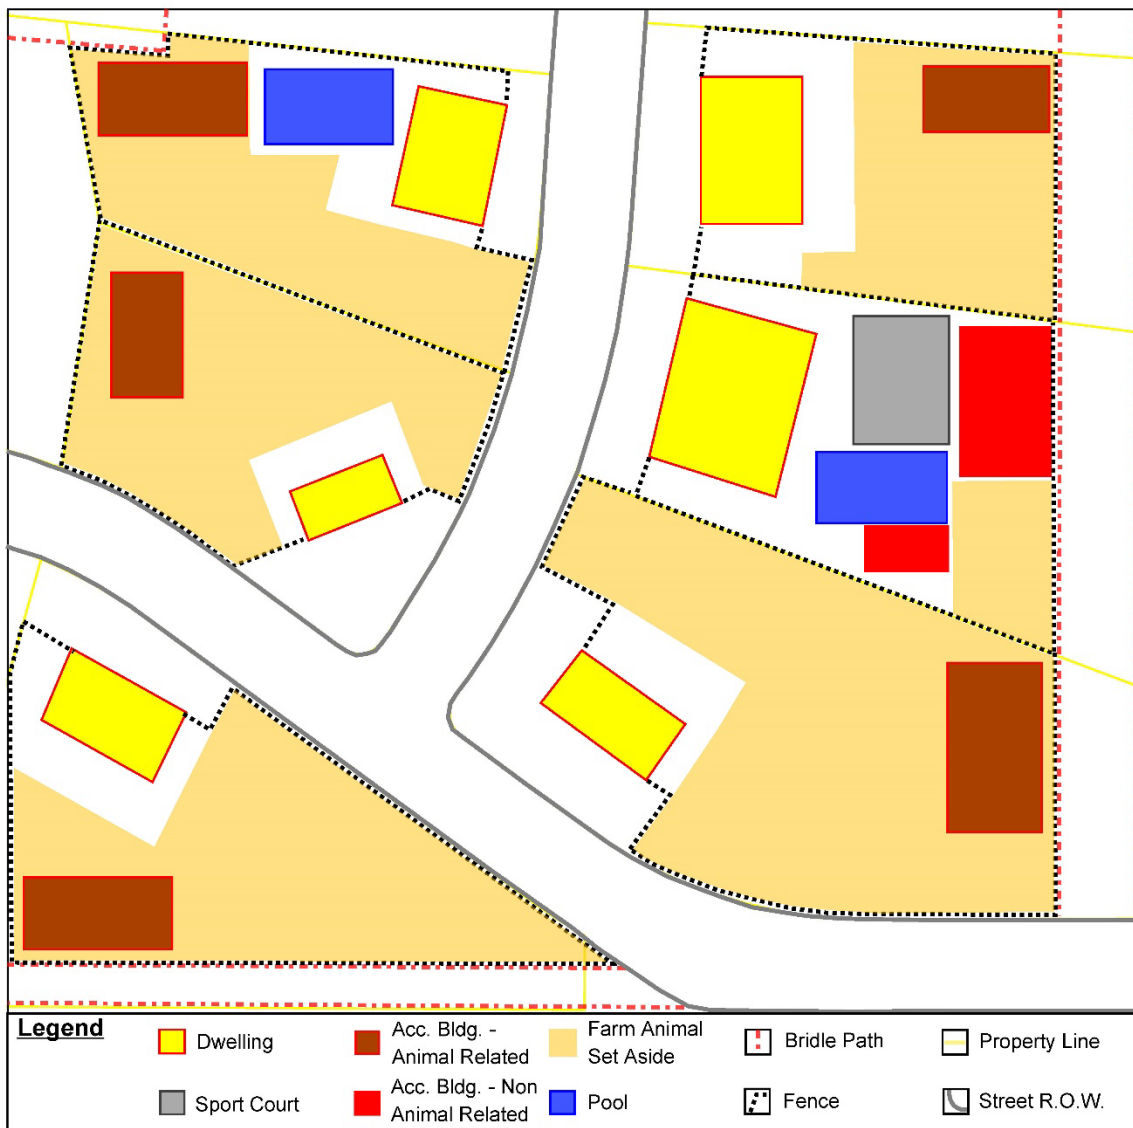 Legend
Dwelling
Acc. Bldg. -
Animal Related
Farm Animal
Set Aside
Bridle Path
Property Line
Sport Court
Acc. Bldg. - Non
Animal Related
Pool
Fence
Street R.O.W.